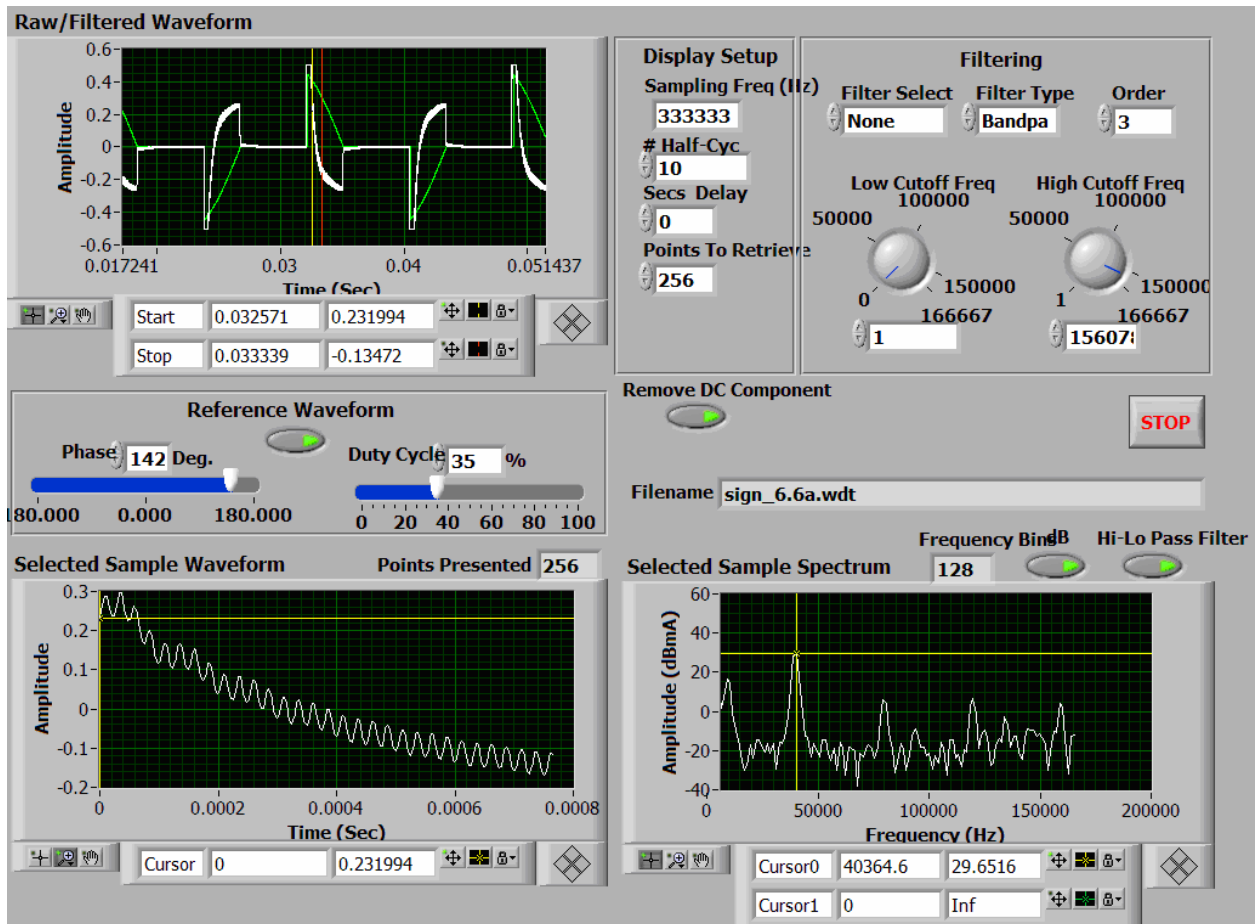 Raw/Filtered Waveform
Amplitude
0.6
0.4
0.2
0
-0.2
-0.4
-0.6
0.017241 0.03 0.04 0.051437
Time (Sec)
Start 0.032571 0.231994
Stop 0.033339 -0.13472
Display Setup
Sampling Freq (Hz)
333333
# Half-Cyc
10
Secs Delay
0
Points To Retrieve
256
Filtering
Filter Select Filter Type Order
None Bandpa 3
Low Cutoff Freq High Cutoff Freq
100000 100000
50000 50000
0 150000 1 150000
166667 166667
1 15607
Reference Waveform
Phase 142 Deg. Duty Cycle 35 %
180.000 0.000 180.000 0 20 40 60 80 100
Remove DC Component
STOP
Filename sign_6.6a.wdt
Selected Sample Waveform Points Presented 256
Amplitude
0.3
0.2
0.1
0
-0.1
-0.2
0 0.0002 0.0004 0.0006 0.0008
Time (Sec)
Cursor 0 0.231994
Frequency Bins dB Hi-Lo Pass Filter
Selected Sample Spectrum 128
Amplitude (dBmA)
60
40
20
0
-20
-40
0 50000 100000 150000 200000
Frequency (Hz)
Cursor0 40364.6 29.6516
Cursor1 0 Inf